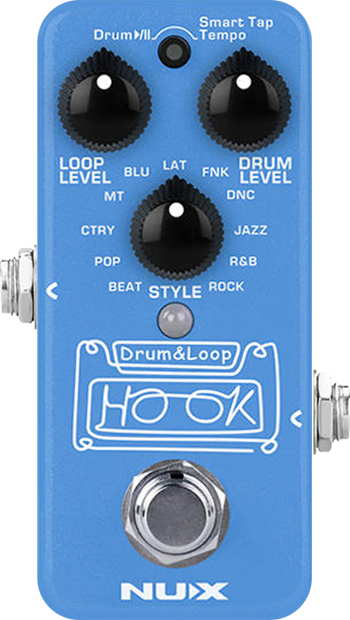 Smart Tap
Drum▶/II
Tempo
LOOP
LEVEL
DRUM
LEVEL
BEAT
POP
CTRY
MT
BLU
LAT
FNK
DNC
JAZZ
R&B
ROCK
STYLE
<
Drum&Loop
HOOK
<
NUX